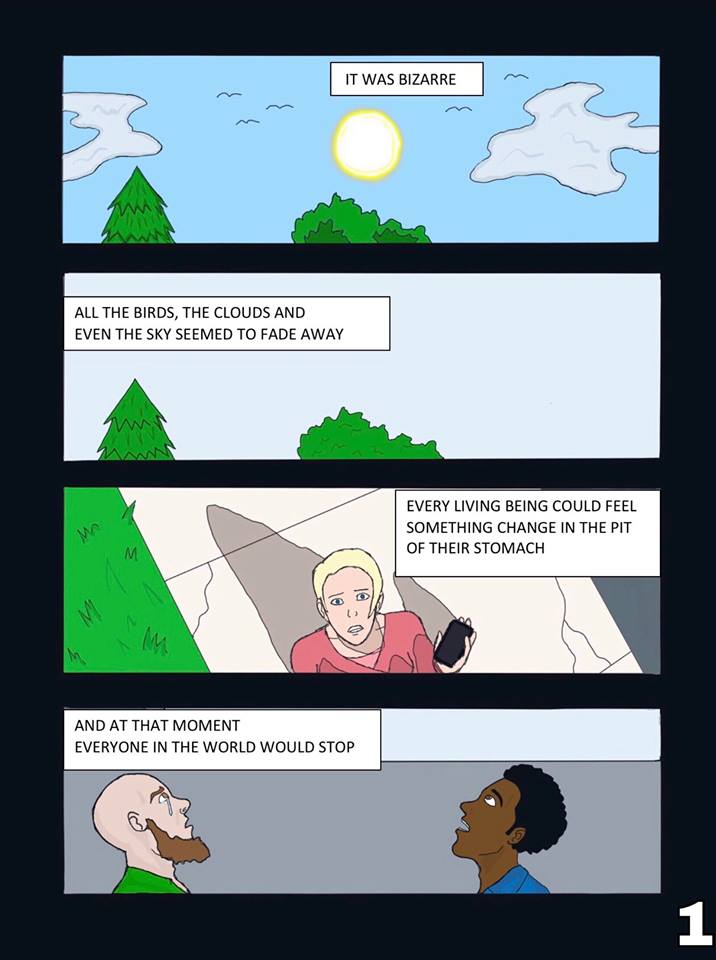 IT WAS BIZARRE
ALL THE BIRDS, THE CLOUDS AND
EVEN THE SKY SEEMED TO FADE AWAY
EVERY LIVING BEING COULD FEEL
SOMETHING CHANGE IN THE PIT
OF THEIR STOMACH
AND AT THAT MOMENT
EVERYONE IN THE WORLD WOULD STOP
1